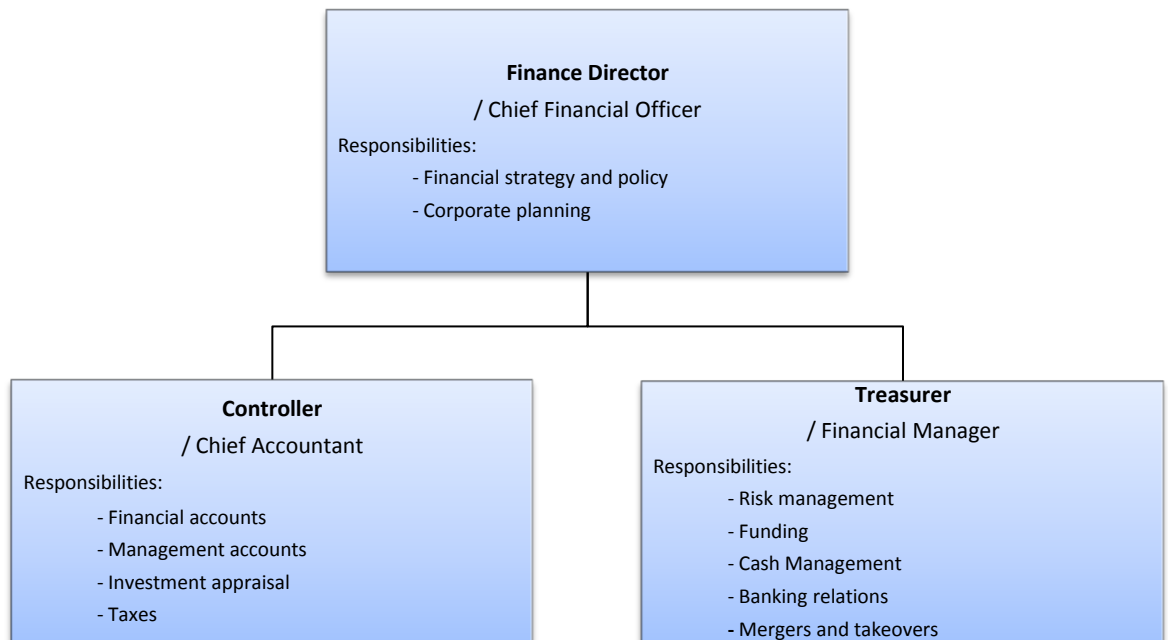 Finance Director
/ Chief Financial Officer
Responsibilities:
- Financial strategy and policy
- Corporate planning
Controller
/ Chief Accountant
Responsibilities:
- Financial accounts
- Management accounts
- Investment appraisal
- Taxes
Treasurer
/ Financial Manager
Responsibilities:
- Risk management
- Funding
- Cash Management
- Banking relations
- Mergers and takeovers